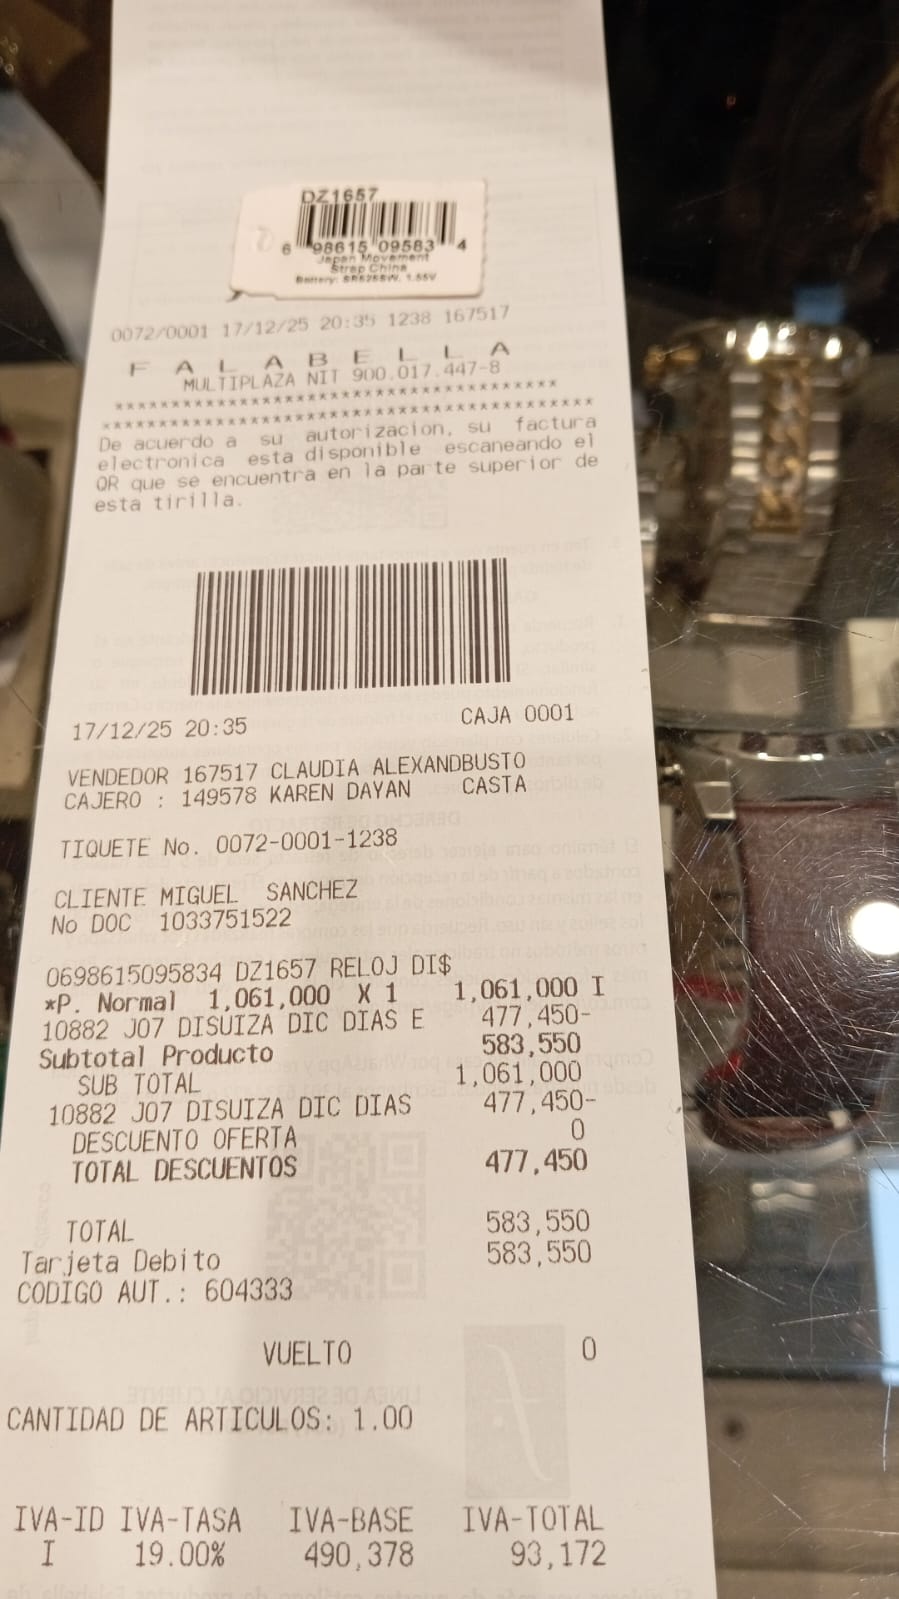 DZ1657
6 98615 09583 4
Japan Movement
Strap China
Battery: SR626SW, 1.55V
0072/0001 17/12/25 20:35 1238 167517
F A L A B E L L A
MULTIPLAZA NIT 900.017.447-8
De acuerdo a su autorizacion, su factura
electronica esta disponible escaneando el
QR que se encuentra en la parte superior de
esta tirilla.
17/12/25 20:35 CAJA 0001
VENDEDOR 167517 CLAUDIA ALEXANDBUSTO
CAJERO : 149578 KAREN DAYAN CASTA
TIQUETE No. 0072-0001-1238
CLIENTE MIGUEL SANCHEZ
No DOC 1033751522
0698615095834 DZ1657 RELOJ DI$
*P. Normal 1,061,000 X 1 1,061,000 I
10882 J07 DISUIZA DIC DIAS E 477,450-
Subtotal Producto 583,550
SUB TOTAL 1,061,000
10882 J07 DISUIZA DIC DIAS 477,450-
DESCUENTO OFERTA 0
TOTAL DESCUENTOS 477,450
TOTAL 583,550
Tarjeta Debito 583,550
CODIGO AUT.: 604333
VUELTO 0
CANTIDAD DE ARTICULOS: 1.00
IVA-ID IVA-TASA IVA-BASE IVA-TOTAL
I 19.00% 490,378 93,172